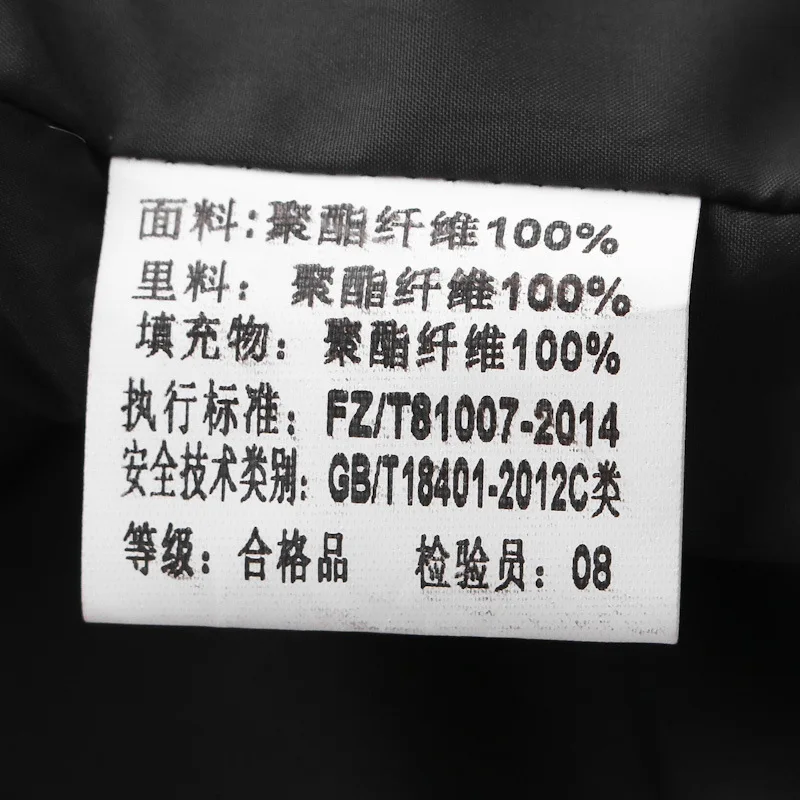 面料:聚酯纤维100%
里料: 聚酯纤维100%
填充物: 聚酯纤维100%
执行标准: FZ/T81007-2014
安全技术类别: GB/T18401-2012C类
等级: 合格品 检验员: 08